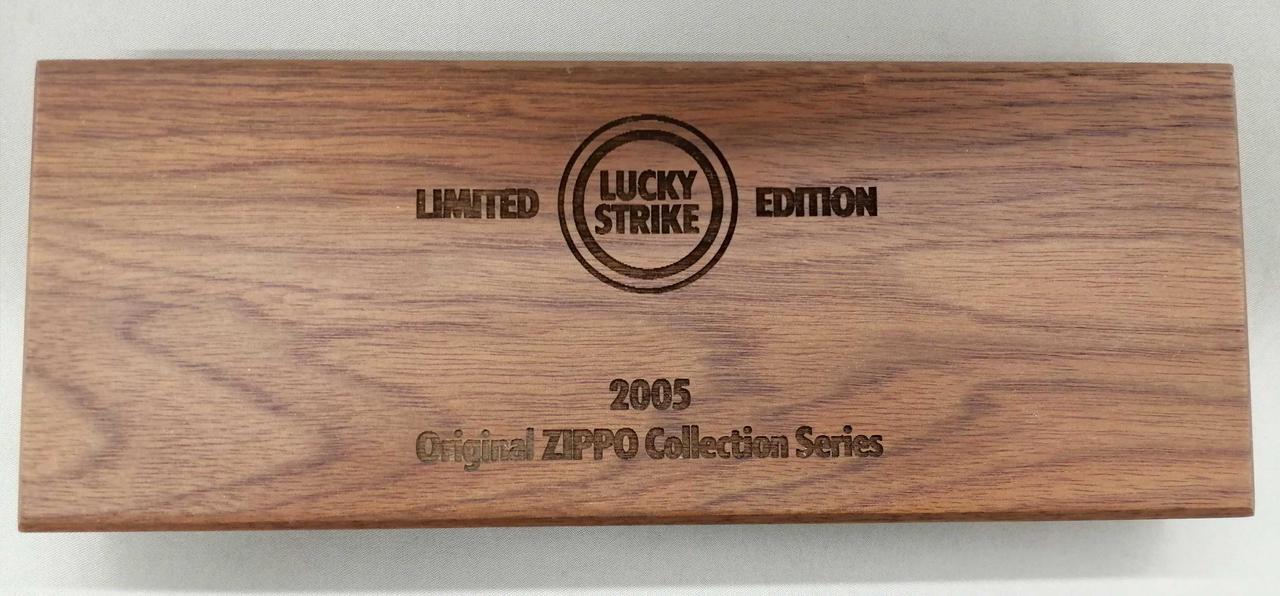 LIMITED LUCKY STRIKE EDITION
2005
Original ZIPPO Collection Series